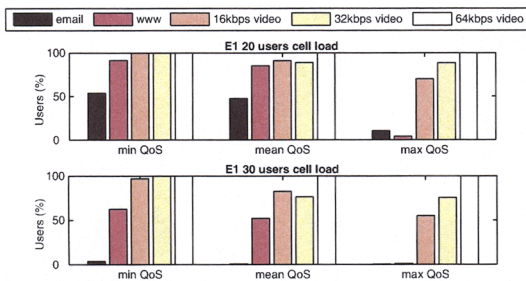 email www 16kbps video 32kbps video 64kbps video
E1 20 users cell load
100
50
0
Users (%)
min QoS mean QoS max QoS
E1 30 users cell load
100
50
0
Users (%)
min QoS mean QoS max QoS